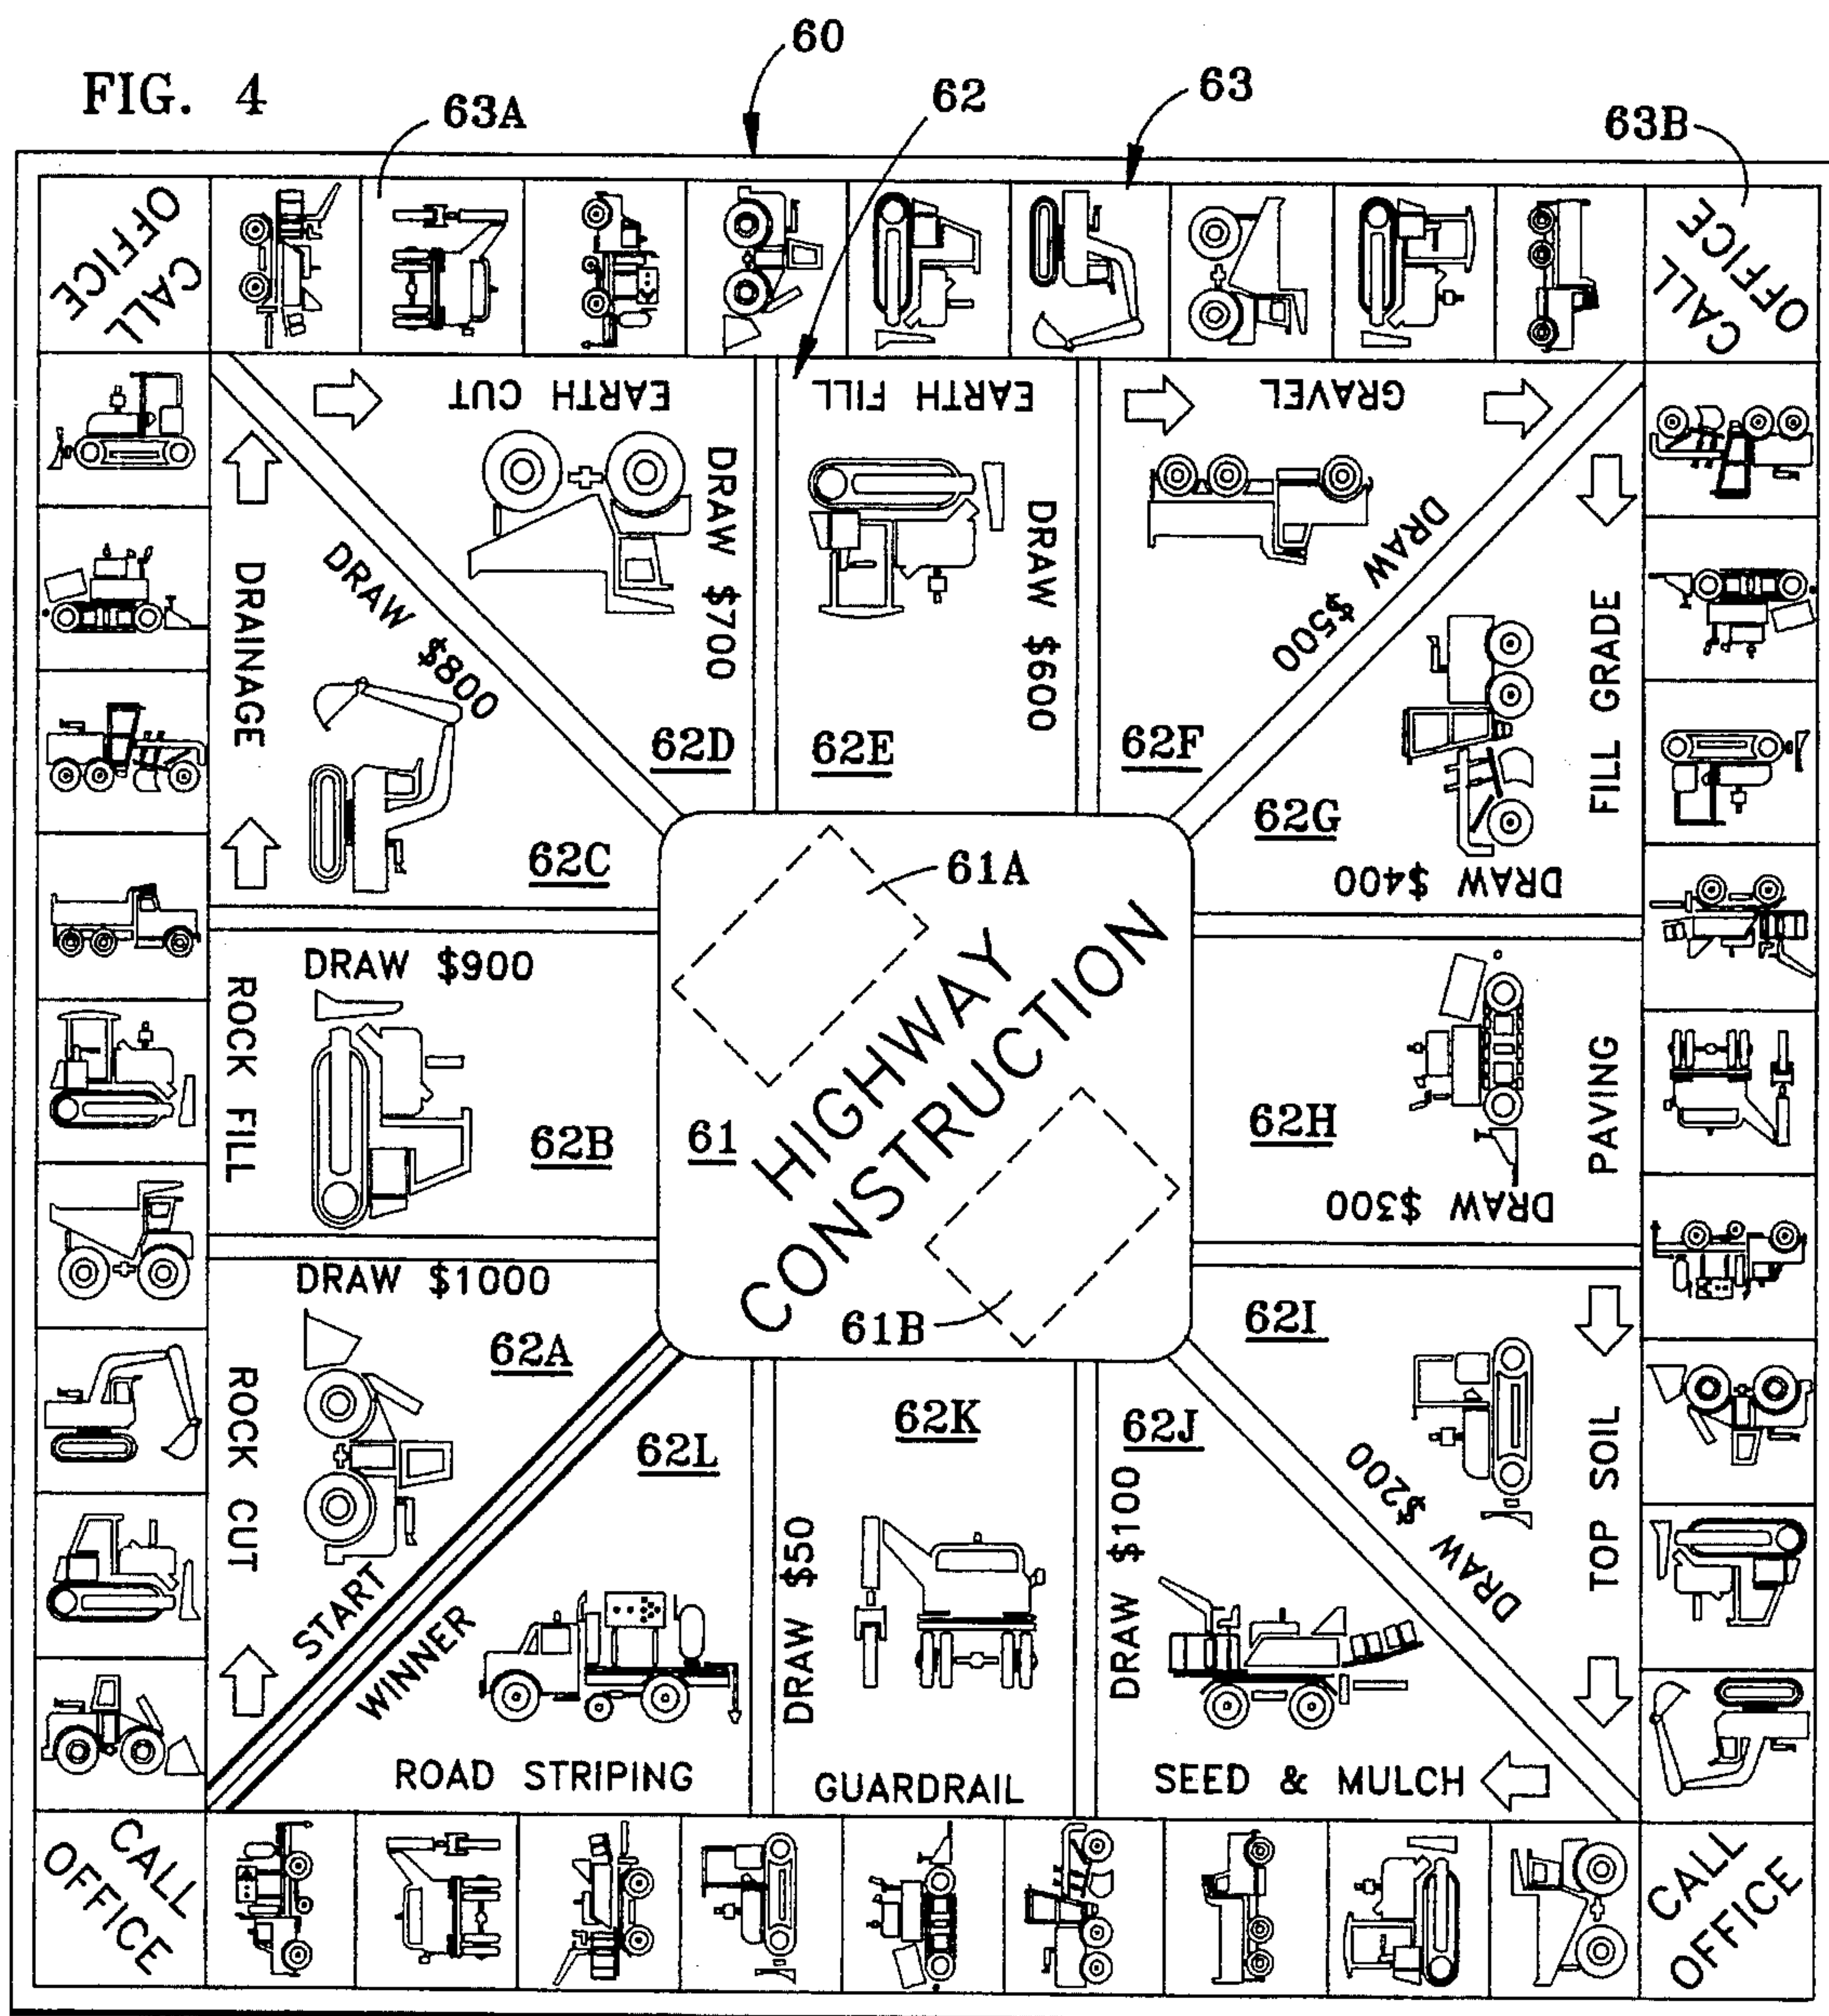 FIG. 4
60
62
63
63A
63B
CALL
OFFICE
CALL
OFFICE
EARTH CUT
EARTH FILL
GRAVEL
DRAINAGE
DRAW $800
DRAW $700
DRAW $600
DRAW $500
FILL GRADE
62D
62E
62F
62G
62C
DRAW $400
61A
DRAW $900
ROCK FILL
62B
61
HIGHWAY
CONSTRUCTION
61B
62H
PAVING
DRAW $300
DRAW $1000
62A
ROCK CUT
START
WINNER
62L
62K
62J
62I
DRAW $50
DRAW $100
DRAW $200
TOP SOIL
ROAD STRIPING
GUARDRAIL
SEED & MULCH
CALL
OFFICE
CALL
OFFICE